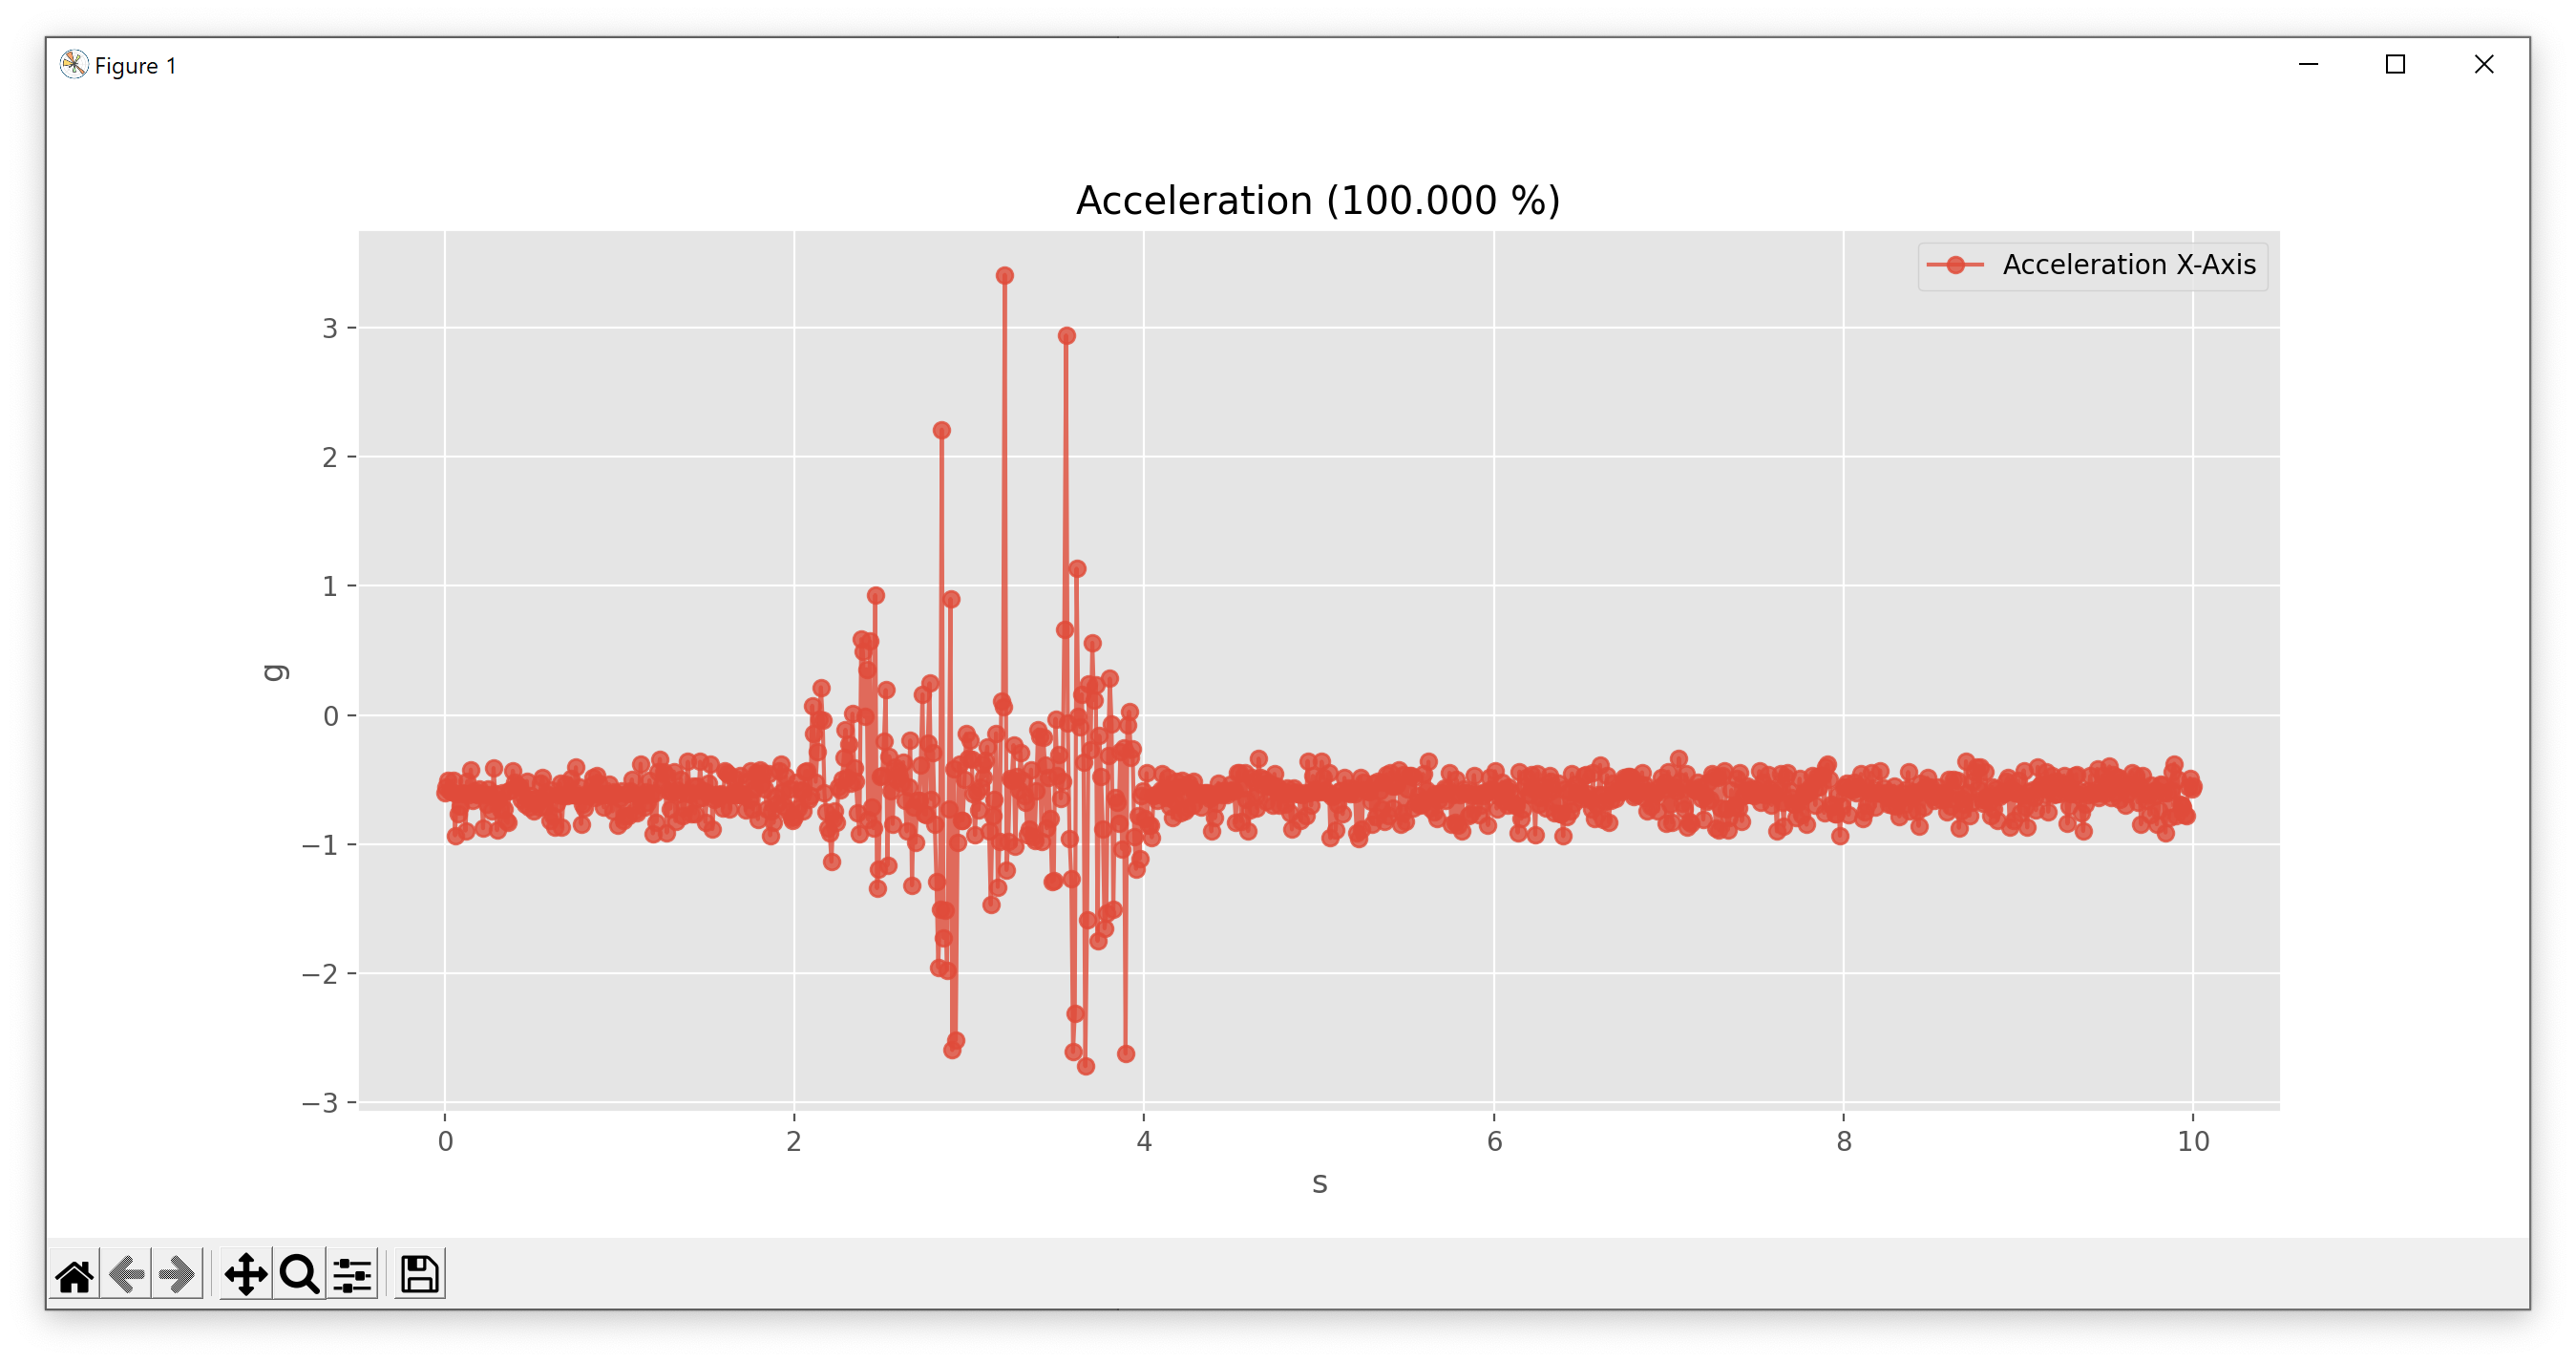 Figure 1
Acceleration (100.000 %)
Acceleration X-Axis
3
2
1
0
−1
−2
−3
g
0 2 4 6 8 10
s